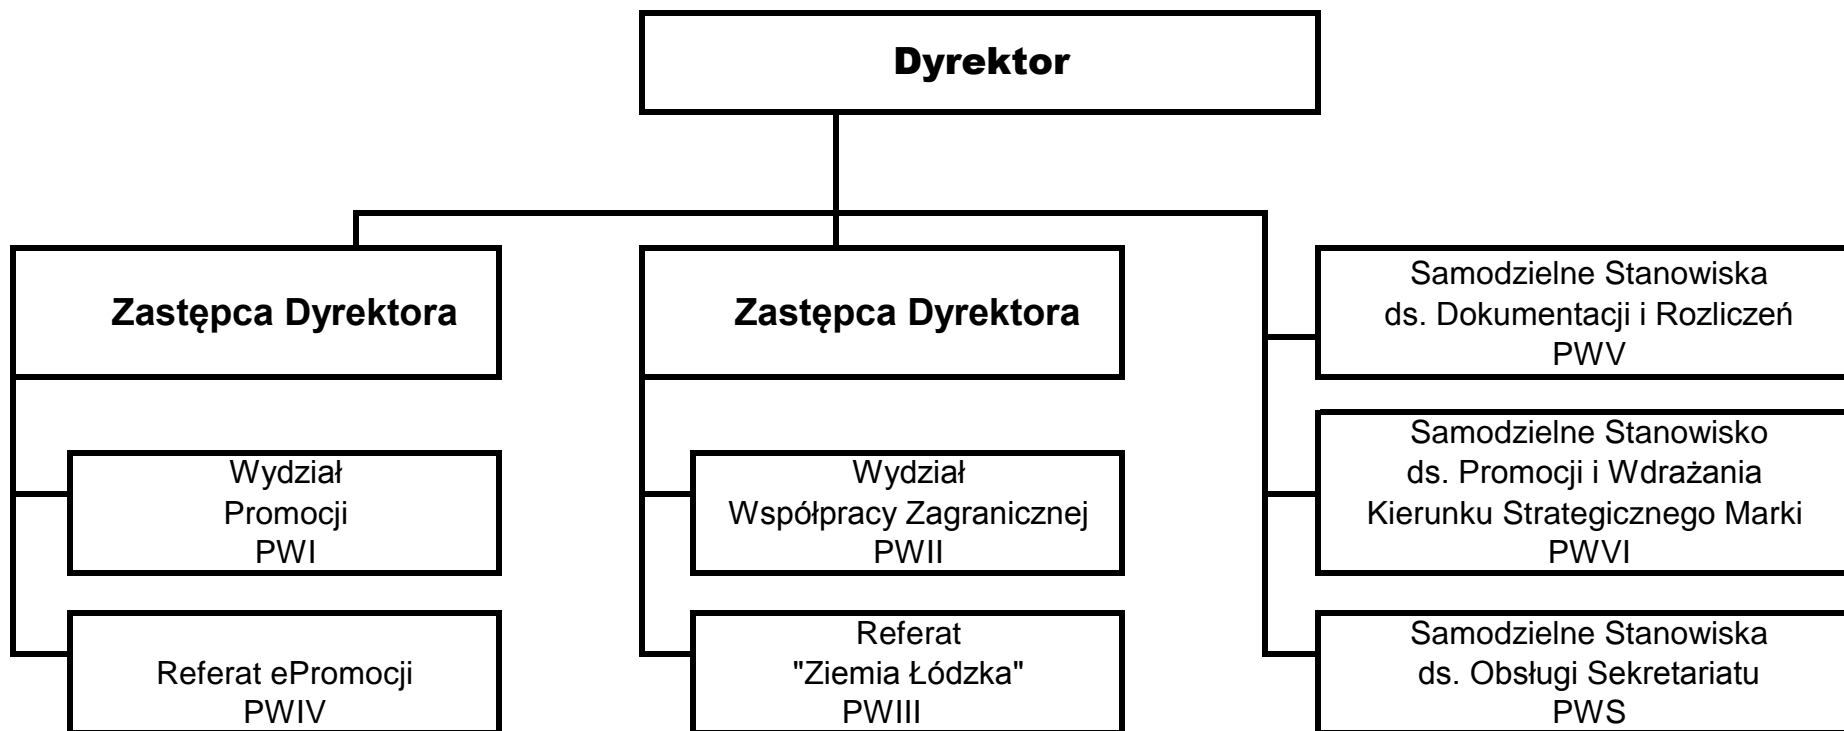 Dyrektor
Zastępca Dyrektora
Wydział
Promocji
PWI
Referat ePromocji
PWIV
Zastępca Dyrektora
Wydział
Współpracy Zagranicznej
PWII
Referat
"Ziemia Łódzka"
PWIII
Samodzielne Stanowiska
ds. Dokumentacji i Rozliczeń
PWV
Samodzielne Stanowisko
ds. Promocji i Wdrażania
Kierunku Strategicznego Marki
PWVI
Samodzielne Stanowiska
ds. Obsługi Sekretariatu
PWS